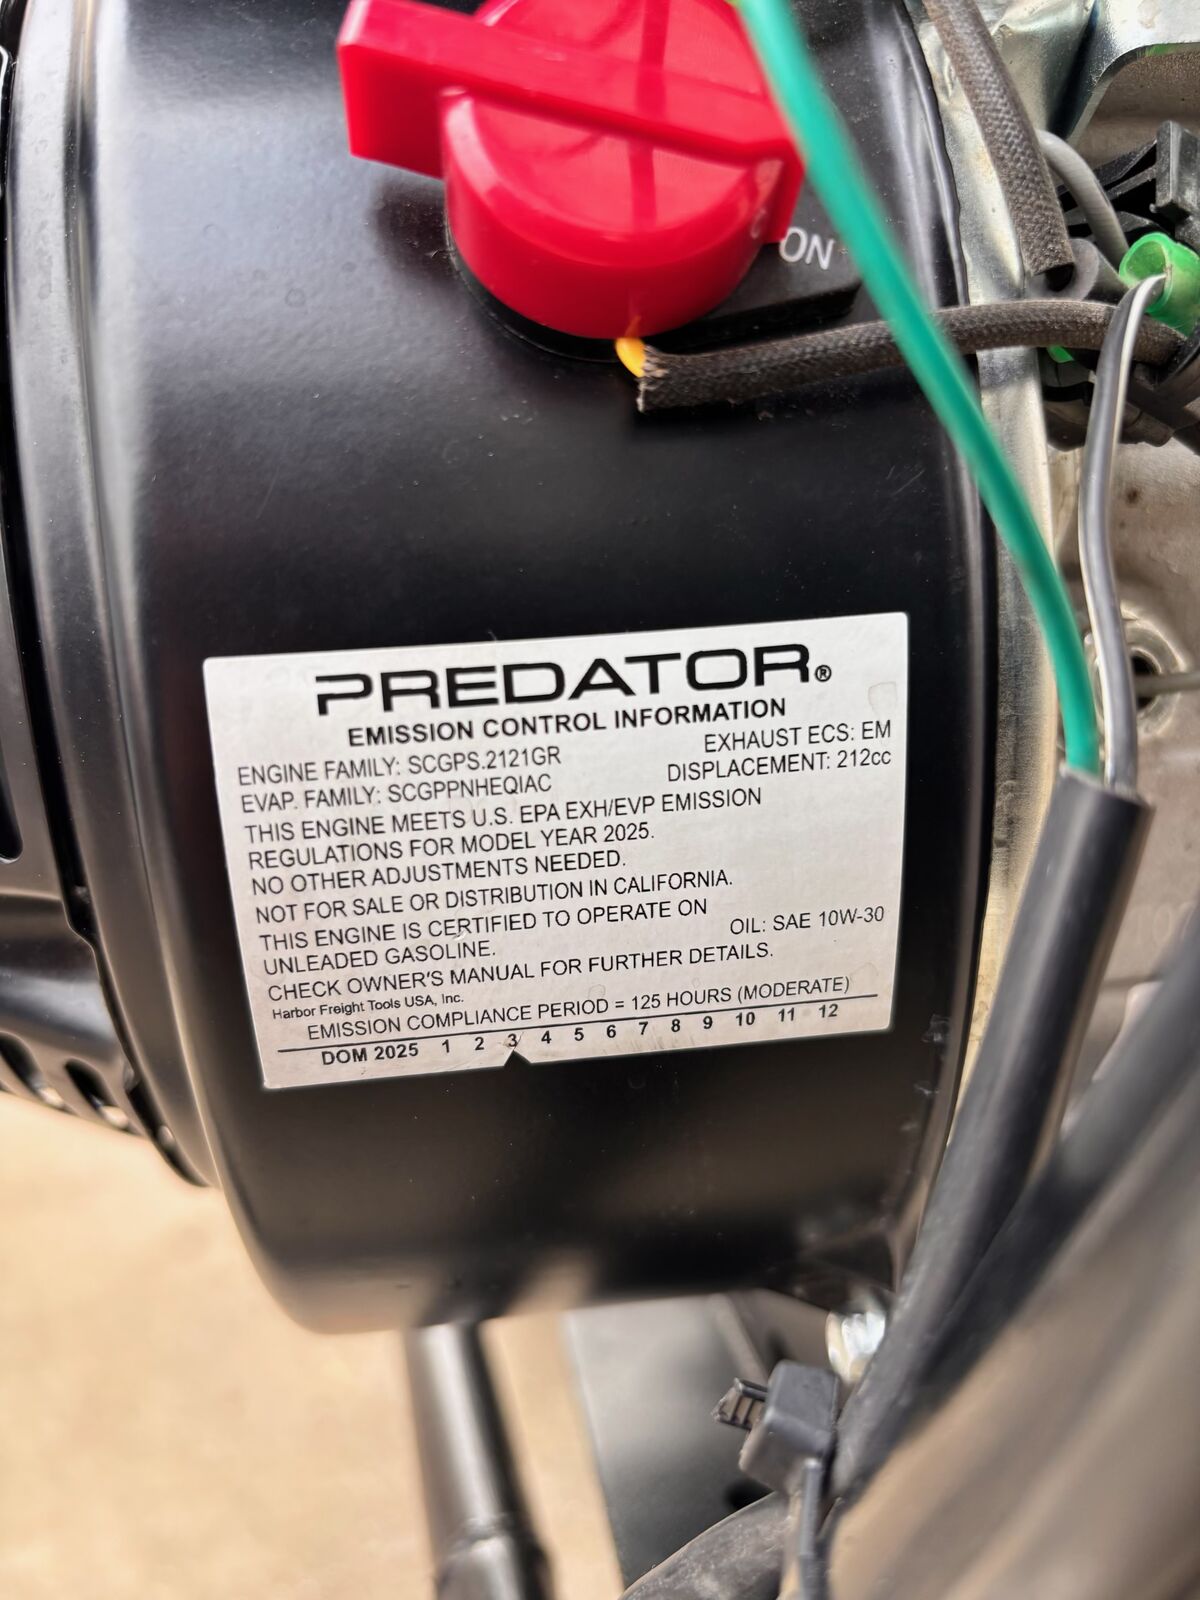 ON
PREDATOR®
EMISSION CONTROL INFORMATION
ENGINE FAMILY: SCGPS.2121GR EXHAUST ECS: EM
EVAP. FAMILY: SCGPPNHEQIAC DISPLACEMENT: 212cc
THIS ENGINE MEETS U.S. EPA EXH/EVP EMISSION
REGULATIONS FOR MODEL YEAR 2025.
NO OTHER ADJUSTMENTS NEEDED.
NOT FOR SALE OR DISTRIBUTION IN CALIFORNIA.
THIS ENGINE IS CERTIFIED TO OPERATE ON
UNLEADED GASOLINE. OIL: SAE 10W-30
CHECK OWNER'S MANUAL FOR FURTHER DETAILS.
Harbor Freight Tools USA, Inc.
EMISSION COMPLIANCE PERIOD = 125 HOURS (MODERATE)
DOM 2025 1 2 3 4 5 6 7 8 9 10 11 12